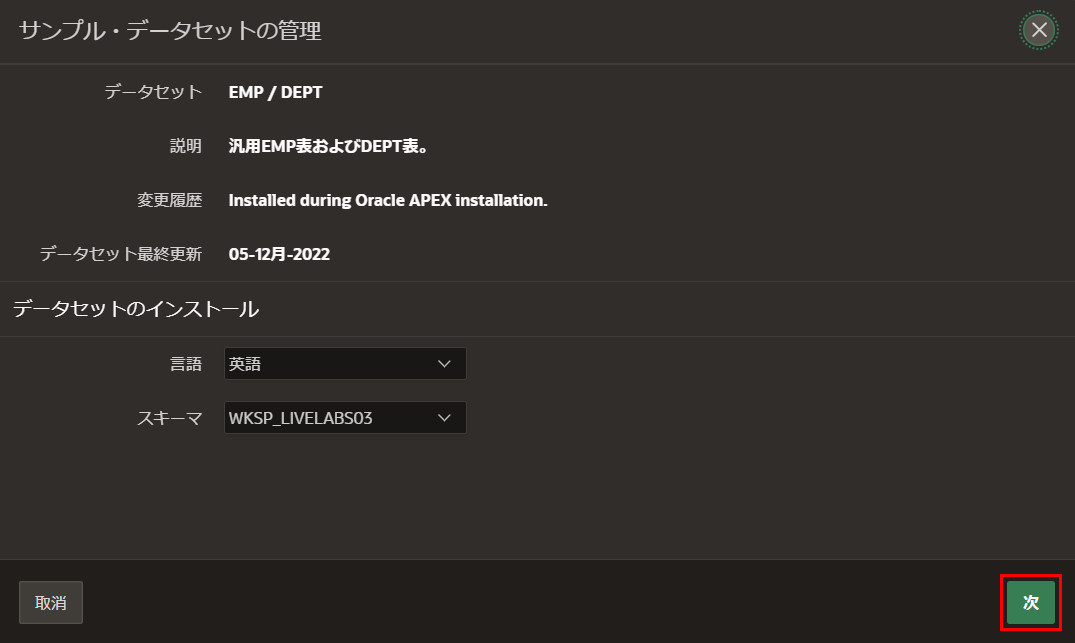 サンプル・データセットの管理
データセット EMP / DEPT
説明 汎用EMP表およびDEPT表。
変更履歴 Installed during Oracle APEX installation.
データセット最終更新 05-12月-2022
データセットのインストール
言語 英語
スキーマ WKSP_LIVELABS03
取消 次